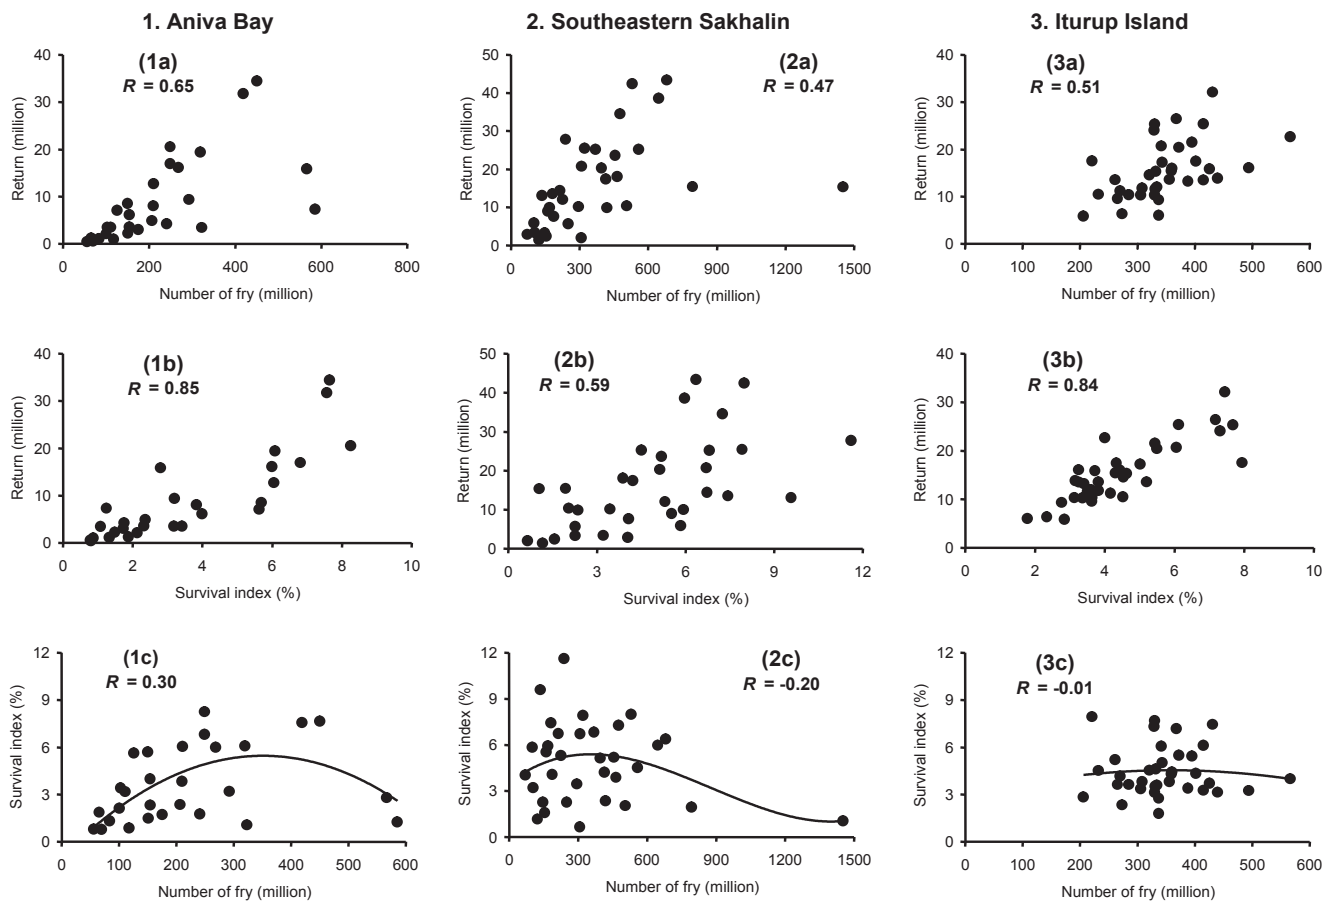 1. Aniva Bay
2. Southeastern Sakhalin
3. Iturup Island
(1a)
R = 0.65
Return (million)
40
30
20
10
0
0 200 400 600 800
Number of fry (million)
(2a)
R = 0.47
Return (million)
50
40
30
20
10
0
0 300 600 900 1200 1500
Number of fry (million)
(3a)
R = 0.51
Return (million)
40
30
20
10
0
0 100 200 300 400 500 600
Number of fry (million)
(1b)
R = 0.85
Return (million)
40
30
20
10
0
0 2 4 6 8 10
Survival index (%)
(2b)
R = 0.59
Return (million)
50
40
30
20
10
0
0 3 6 9 12
Survival index (%)
(3b)
R = 0.84
Return (million)
40
30
20
10
0
0 2 4 6 8 10
Survival index (%)
(1c)
R = 0.30
Survival index (%)
12
9
6
3
0
0 100 200 300 400 500 600
Number of fry (million)
(2c)
R = -0.20
Survival index (%)
12
9
6
3
0
0 300 600 900 1200 1500
Number of fry (million)
(3c)
R = -0.01
Survival index (%)
12
9
6
3
0
0 100 200 300 400 500 600
Number of fry (million)